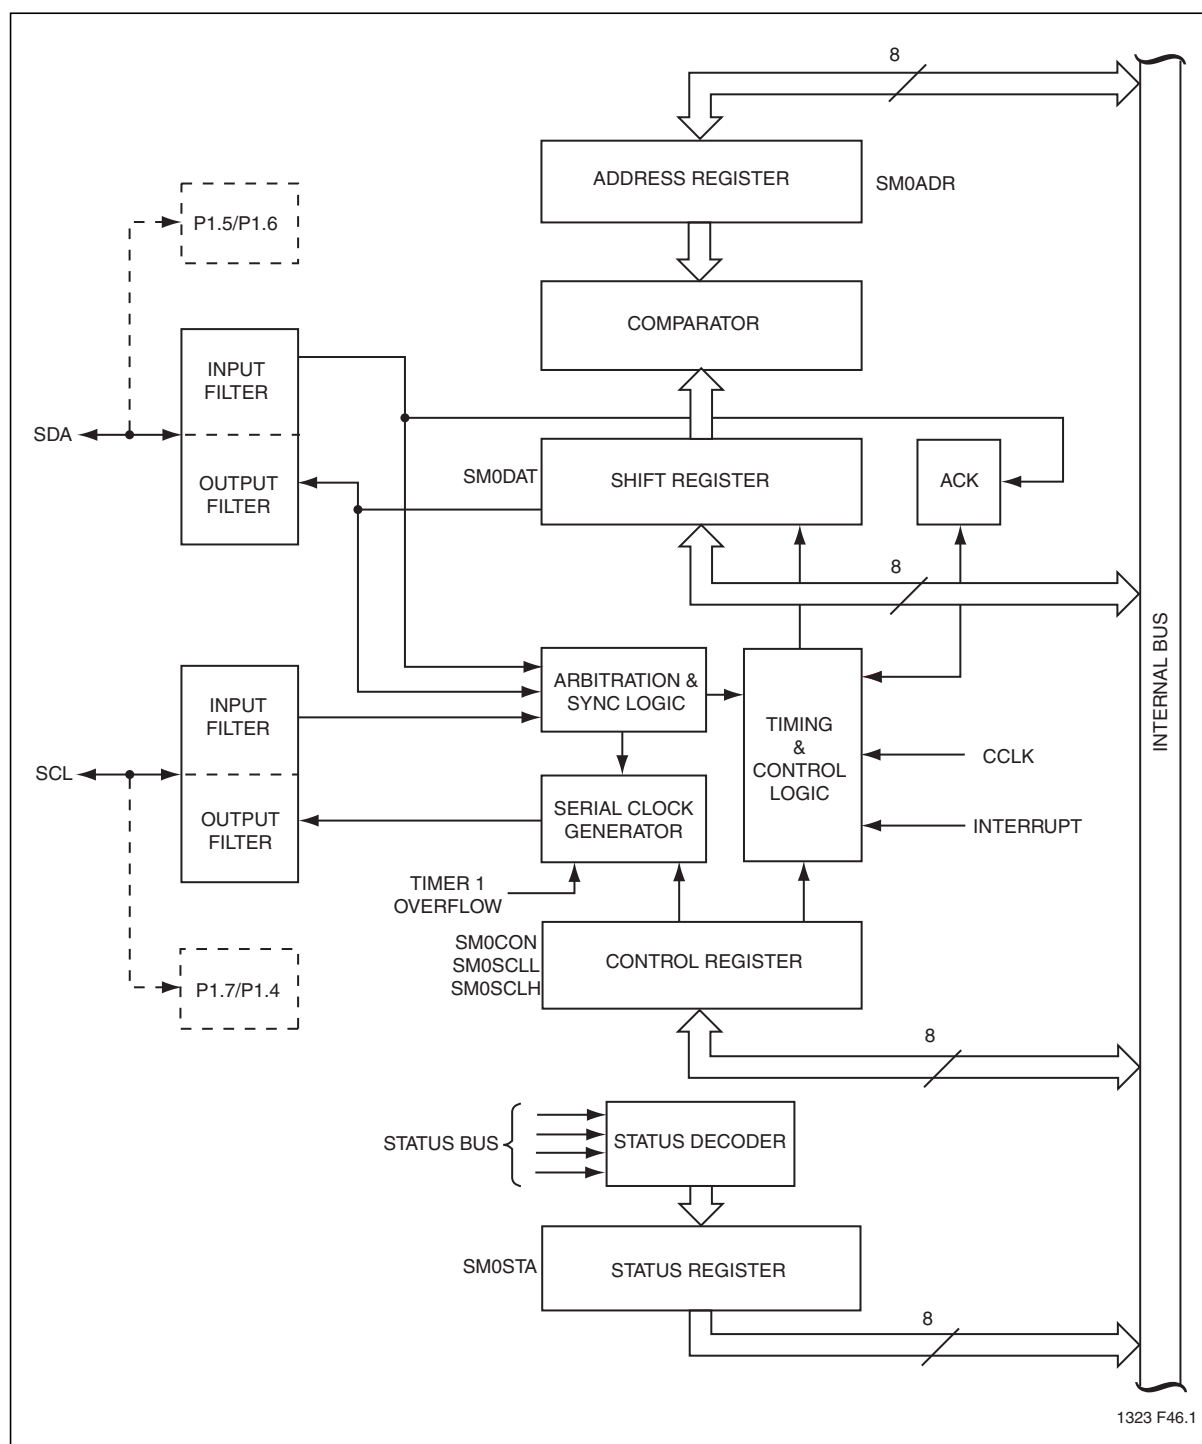 8
ADDRESS REGISTER
SM0ADR
P1.5/P1.6
COMPARATOR
INPUT
FILTER
SDA
OUTPUT
FILTER
SM0DAT
SHIFT REGISTER
ACK
8
INTERNAL BUS
INPUT
FILTER
SCL
OUTPUT
FILTER
ARBITRATION &
SYNC LOGIC
TIMING
&
CONTROL
LOGIC
CCLK
SERIAL CLOCK
GENERATOR
INTERRUPT
TIMER 1
OVERFLOW
SM0CON
SM0SCLL
SM0SCLH
CONTROL REGISTER
P1.7/P1.4
8
STATUS BUS
STATUS DECODER
SM0STA
STATUS REGISTER
8
1323 F46.1